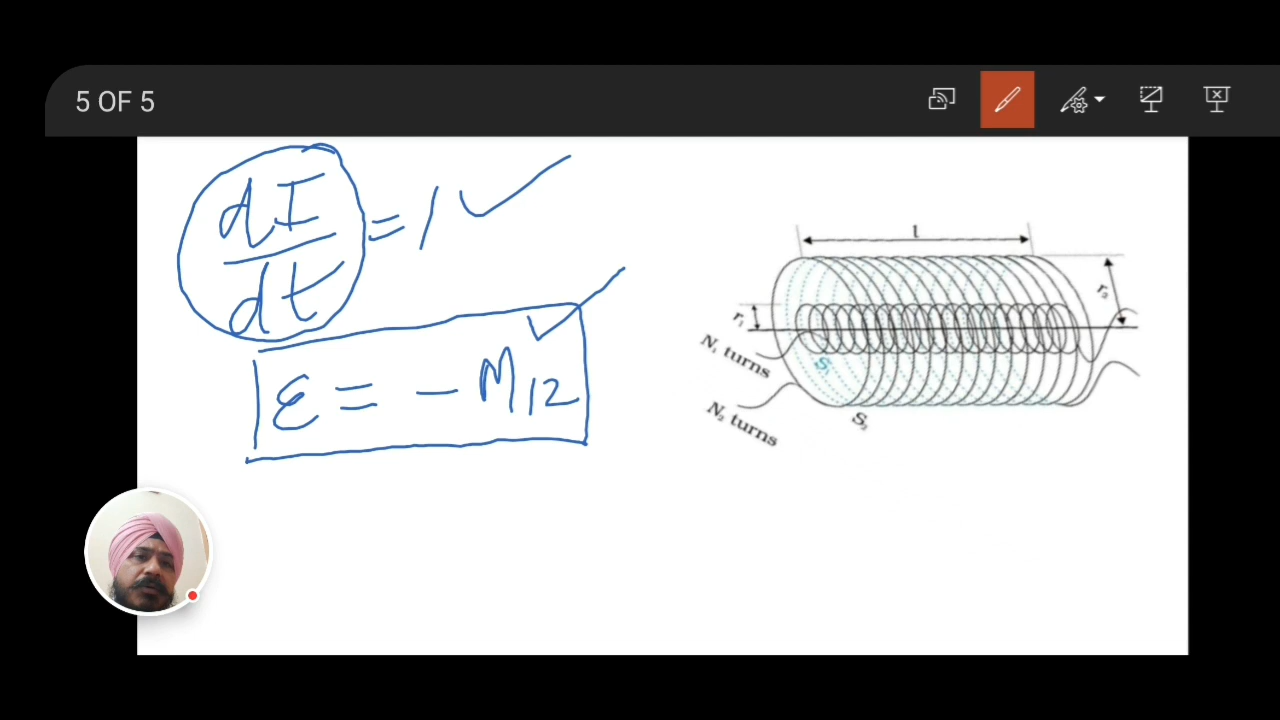 5 OF 5
dI
dt
= 1
ε = - M12
l
r₁
r₂
N₁ turns
S₁
N₂ turns
S₂